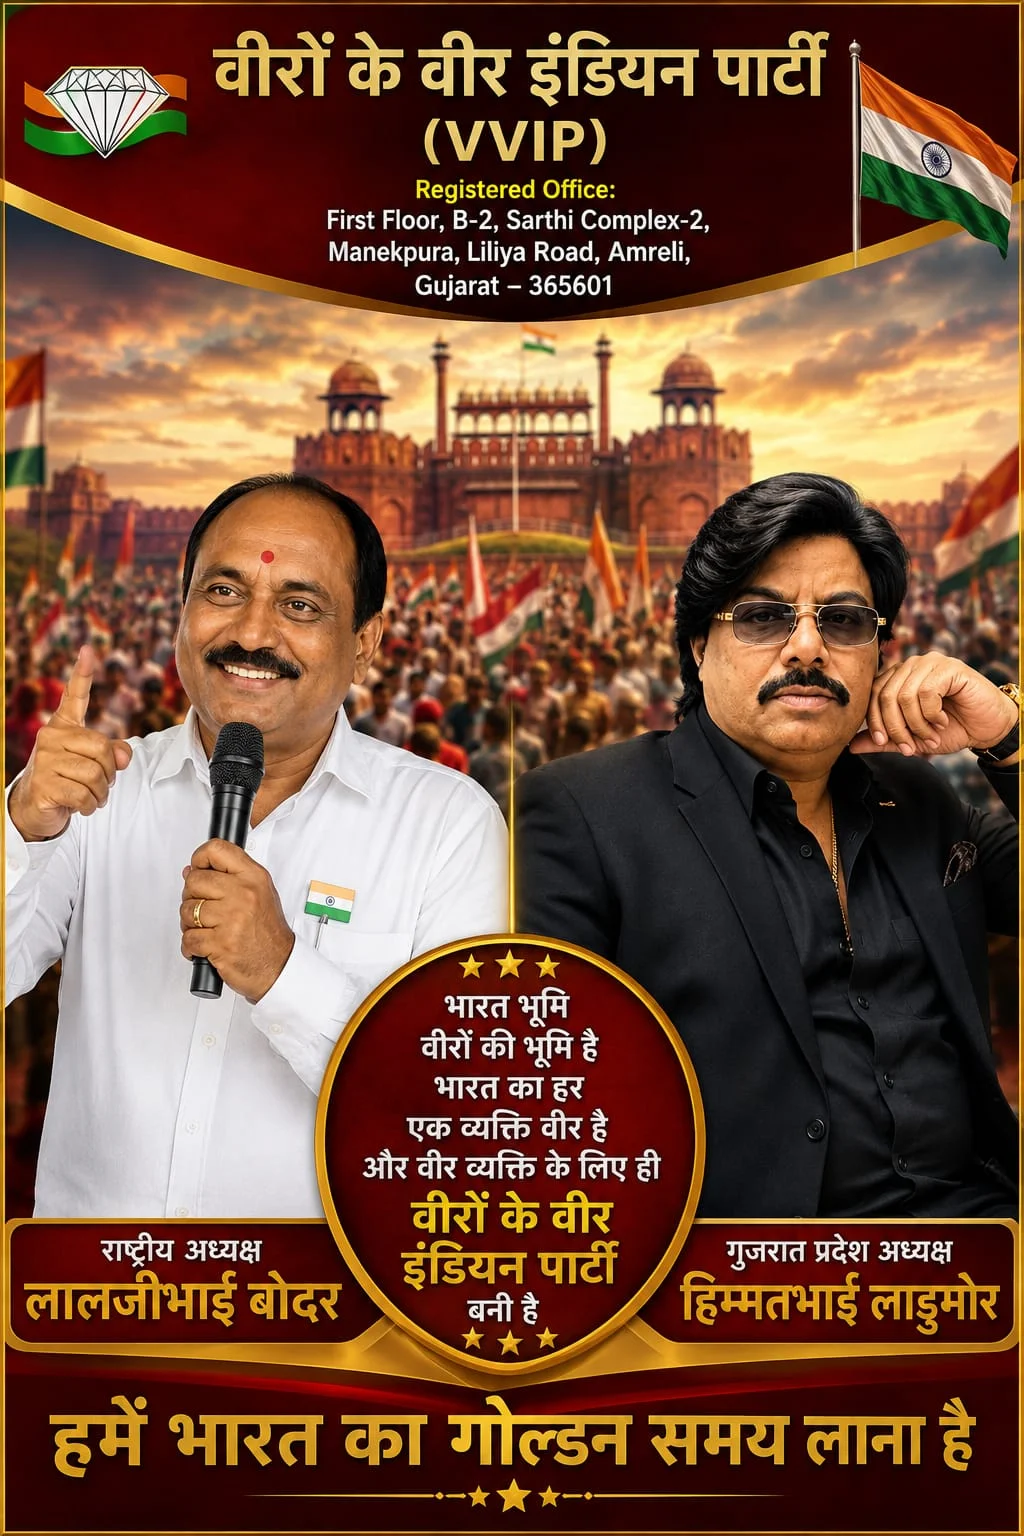 वीरों के वीर इंडियन पार्टी
(VVIP)
Registered Office:
First Floor, B-2, Sarthi Complex-2,
Manekpura, Liliya Road, Amreli,
Gujarat – 365601
भारत भूमि
वीरों की भूमि है
भारत का हर
एक व्यक्ति वीर है
और वीर व्यक्ति के लिए ही
वीरों के वीर
इंडियन पार्टी
बनी है
राष्ट्रीय अध्यक्ष
लालजीभाई बोदर
गुजरात प्रदेश अध्यक्ष
हिम्मतभाई लाडुमोर
हमें भारत का गोल्डन समय लाना है